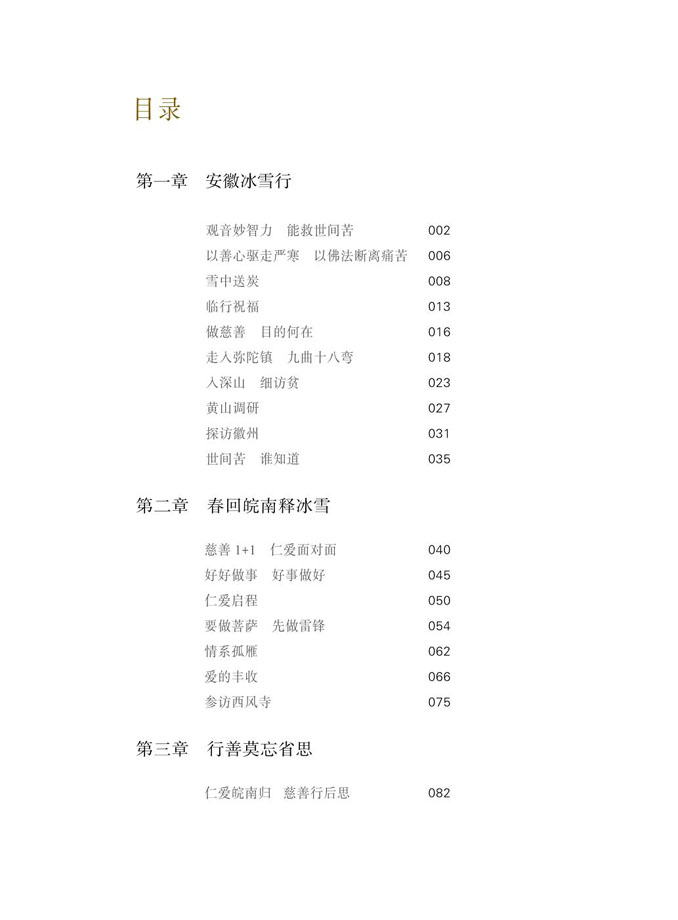 目录
第一章 安徽冰雪行
观音妙智力 能救世间苦 002
以善心驱走严寒 以佛法断离痛苦 006
雪中送炭 008
临行祝福 013
做慈善 目的何在 016
走入弥陀镇 九曲十八弯 018
入深山 细访贫 023
黄山调研 027
探访徽州 031
世间苦 谁知道 035
第二章 春回皖南释冰雪
慈善 1+1 仁爱面对面 040
好好做事 好事做好 045
仁爱启程 050
要做菩萨 先做雷锋 054
情系孤雁 062
爱的丰收 066
参访西风寺 075
第三章 行善莫忘省思
仁爱皖南归 慈善行后思 082